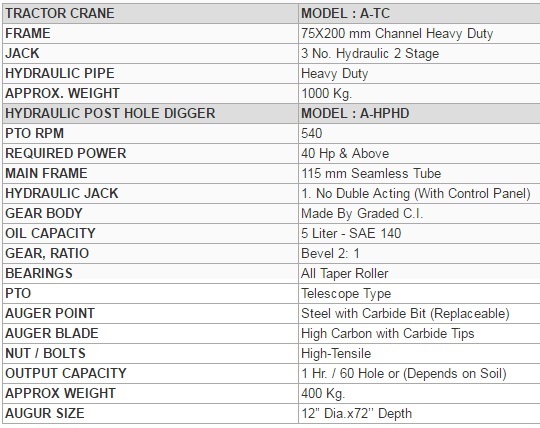 TRACTOR CRANE MODEL : A-TC
FRAME 75X200 mm Channel Heavy Duty
JACK 3 No. Hydraulic 2 Stage
HYDRAULIC PIPE Heavy Duty
APPROX. WEIGHT 1000 Kg.
HYDRAULIC POST HOLE DIGGER MODEL : A-HPHD
PTO RPM 540
REQUIRED POWER 40 Hp & Above
MAIN FRAME 115 mm Seamless Tube
HYDRAULIC JACK 1. No Duble Acting (With Control Panel)
GEAR BODY Made By Graded C.I.
OIL CAPACITY 5 Liter - SAE 140
GEAR, RATIO Bevel 2: 1
BEARINGS All Taper Roller
PTO Telescope Type
AUGER POINT Steel with Carbide Bit (Replaceable)
AUGER BLADE High Carbon with Carbide Tips
NUT / BOLTS High-Tensile
OUTPUT CAPACITY 1 Hr. / 60 Hole or (Depends on Soil)
APPROX WEIGHT 400 Kg.
AUGUR SIZE 12” Dia.x72’’ Depth